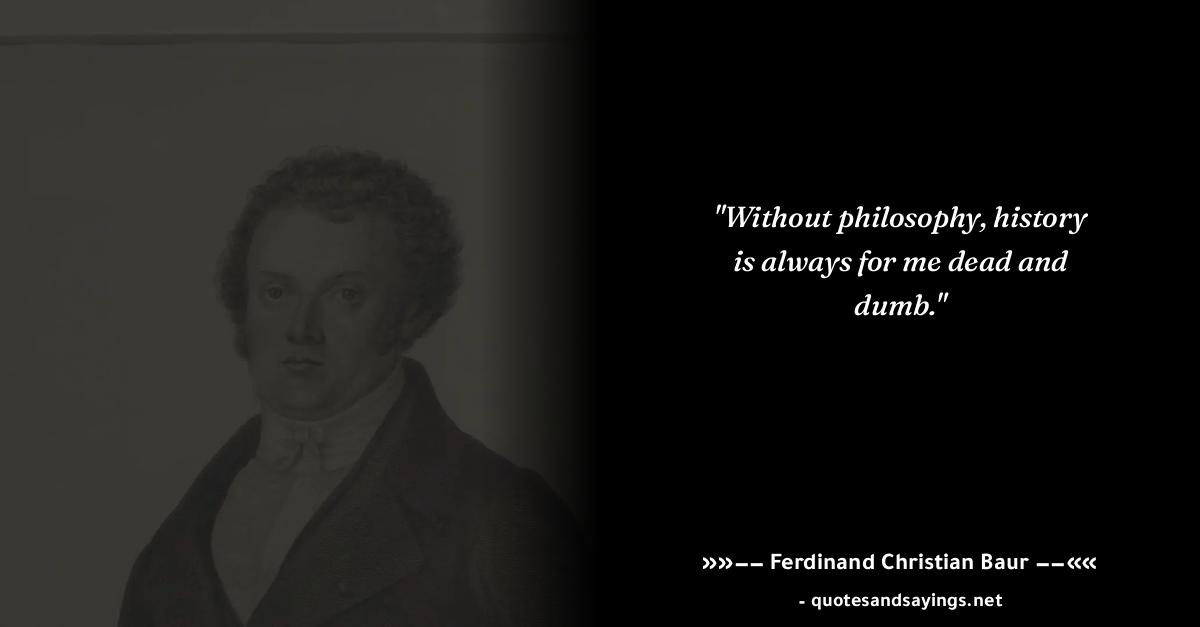 "Without philosophy, history
is always for me dead and
dumb."
»»-- Ferdinand Christian Baur --««
- quotesandsayings.net